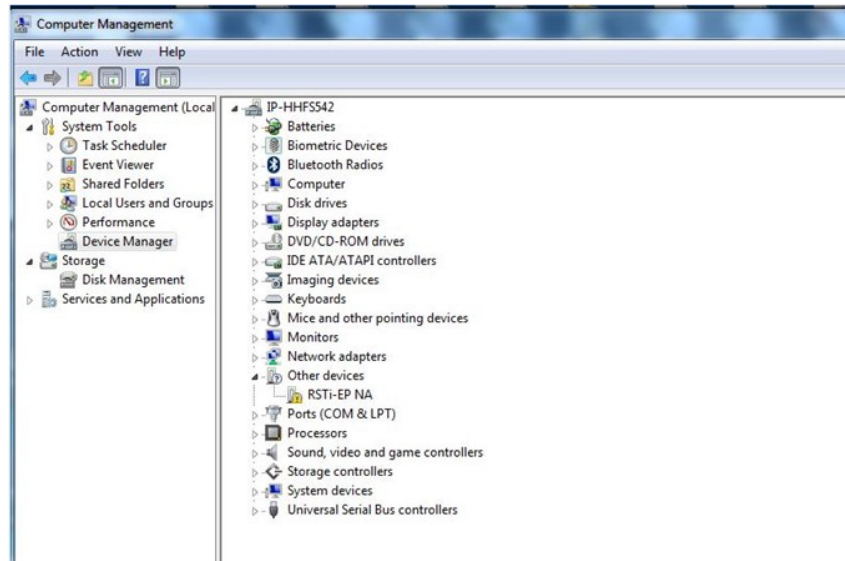 Computer Management
File Action View Help
Computer Management (Local
System Tools
Task Scheduler
Event Viewer
Shared Folders
Local Users and Groups
Performance
Device Manager
Storage
Disk Management
Services and Applications
IP-HHFS542
Batteries
Biometric Devices
Bluetooth Radios
Computer
Disk drives
Display adapters
DVD/CD-ROM drives
IDE ATA/ATAPI controllers
Imaging devices
Keyboards
Mice and other pointing devices
Monitors
Network adapters
Other devices
RSTi-EP NA
Ports (COM & LPT)
Processors
Sound, video and game controllers
Storage controllers
System devices
Universal Serial Bus controllers